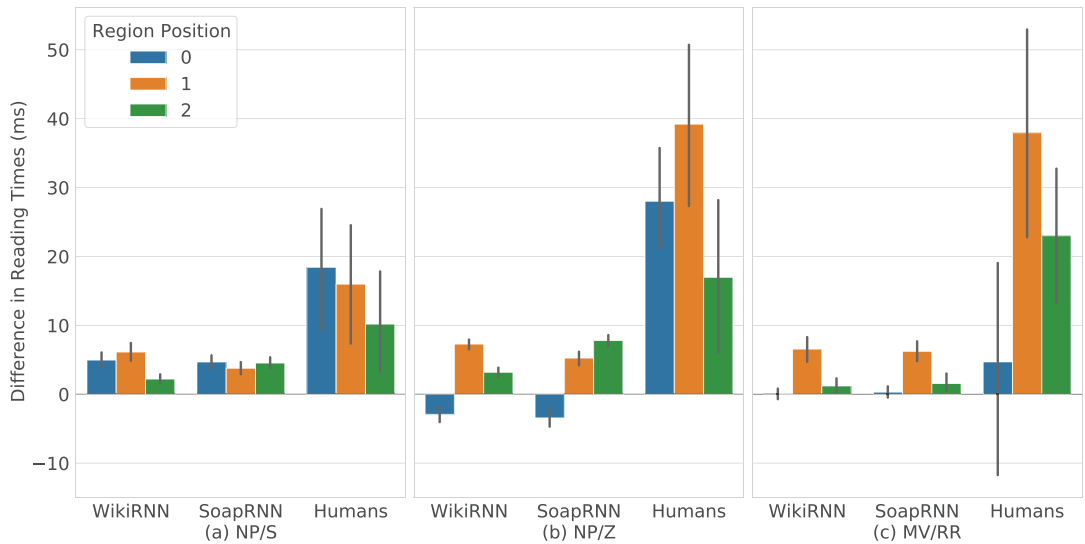 Difference in Reading Times (ms)
50
40
30
20
10
0
−10
Region Position
0
1
2
WikiRNN SoapRNN Humans
(a) NP/S
WikiRNN SoapRNN Humans
(b) NP/Z
WikiRNN SoapRNN Humans
(c) MV/RR